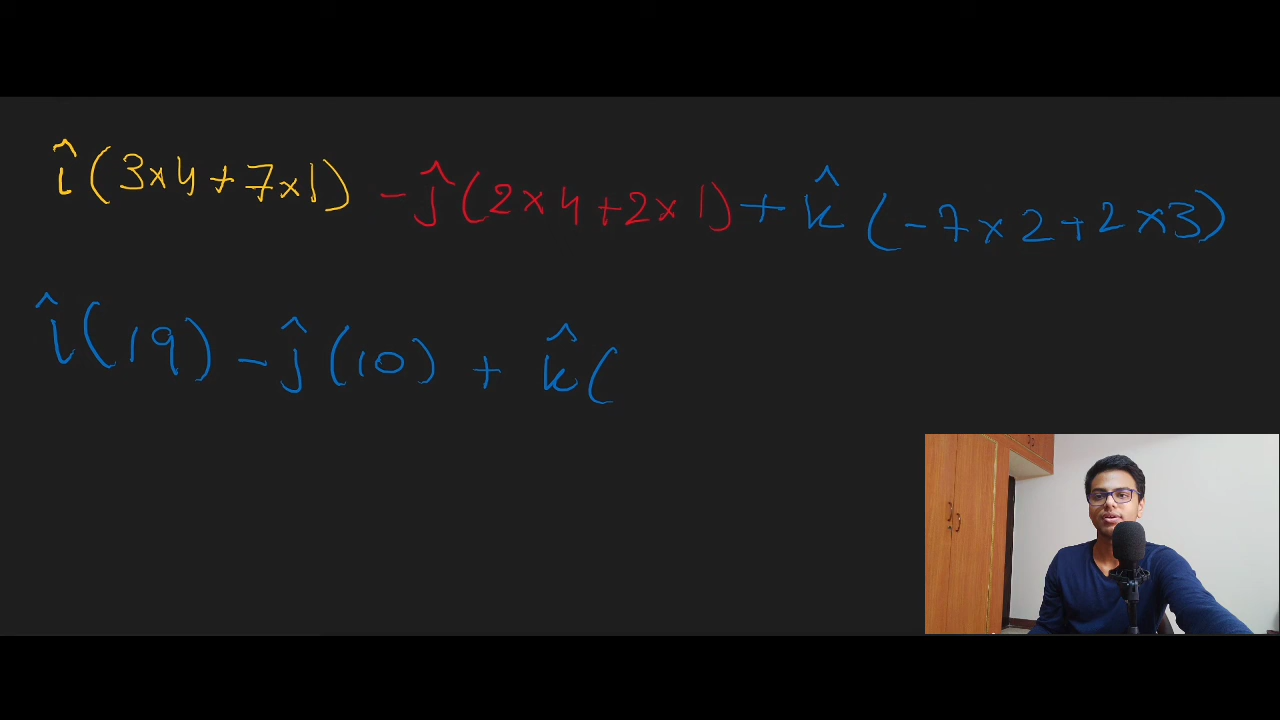 î(3×4+7×1) -ĵ(2×4+2×1)+k̂(-7×2+2×3)
î(19) -ĵ(10) + k̂(